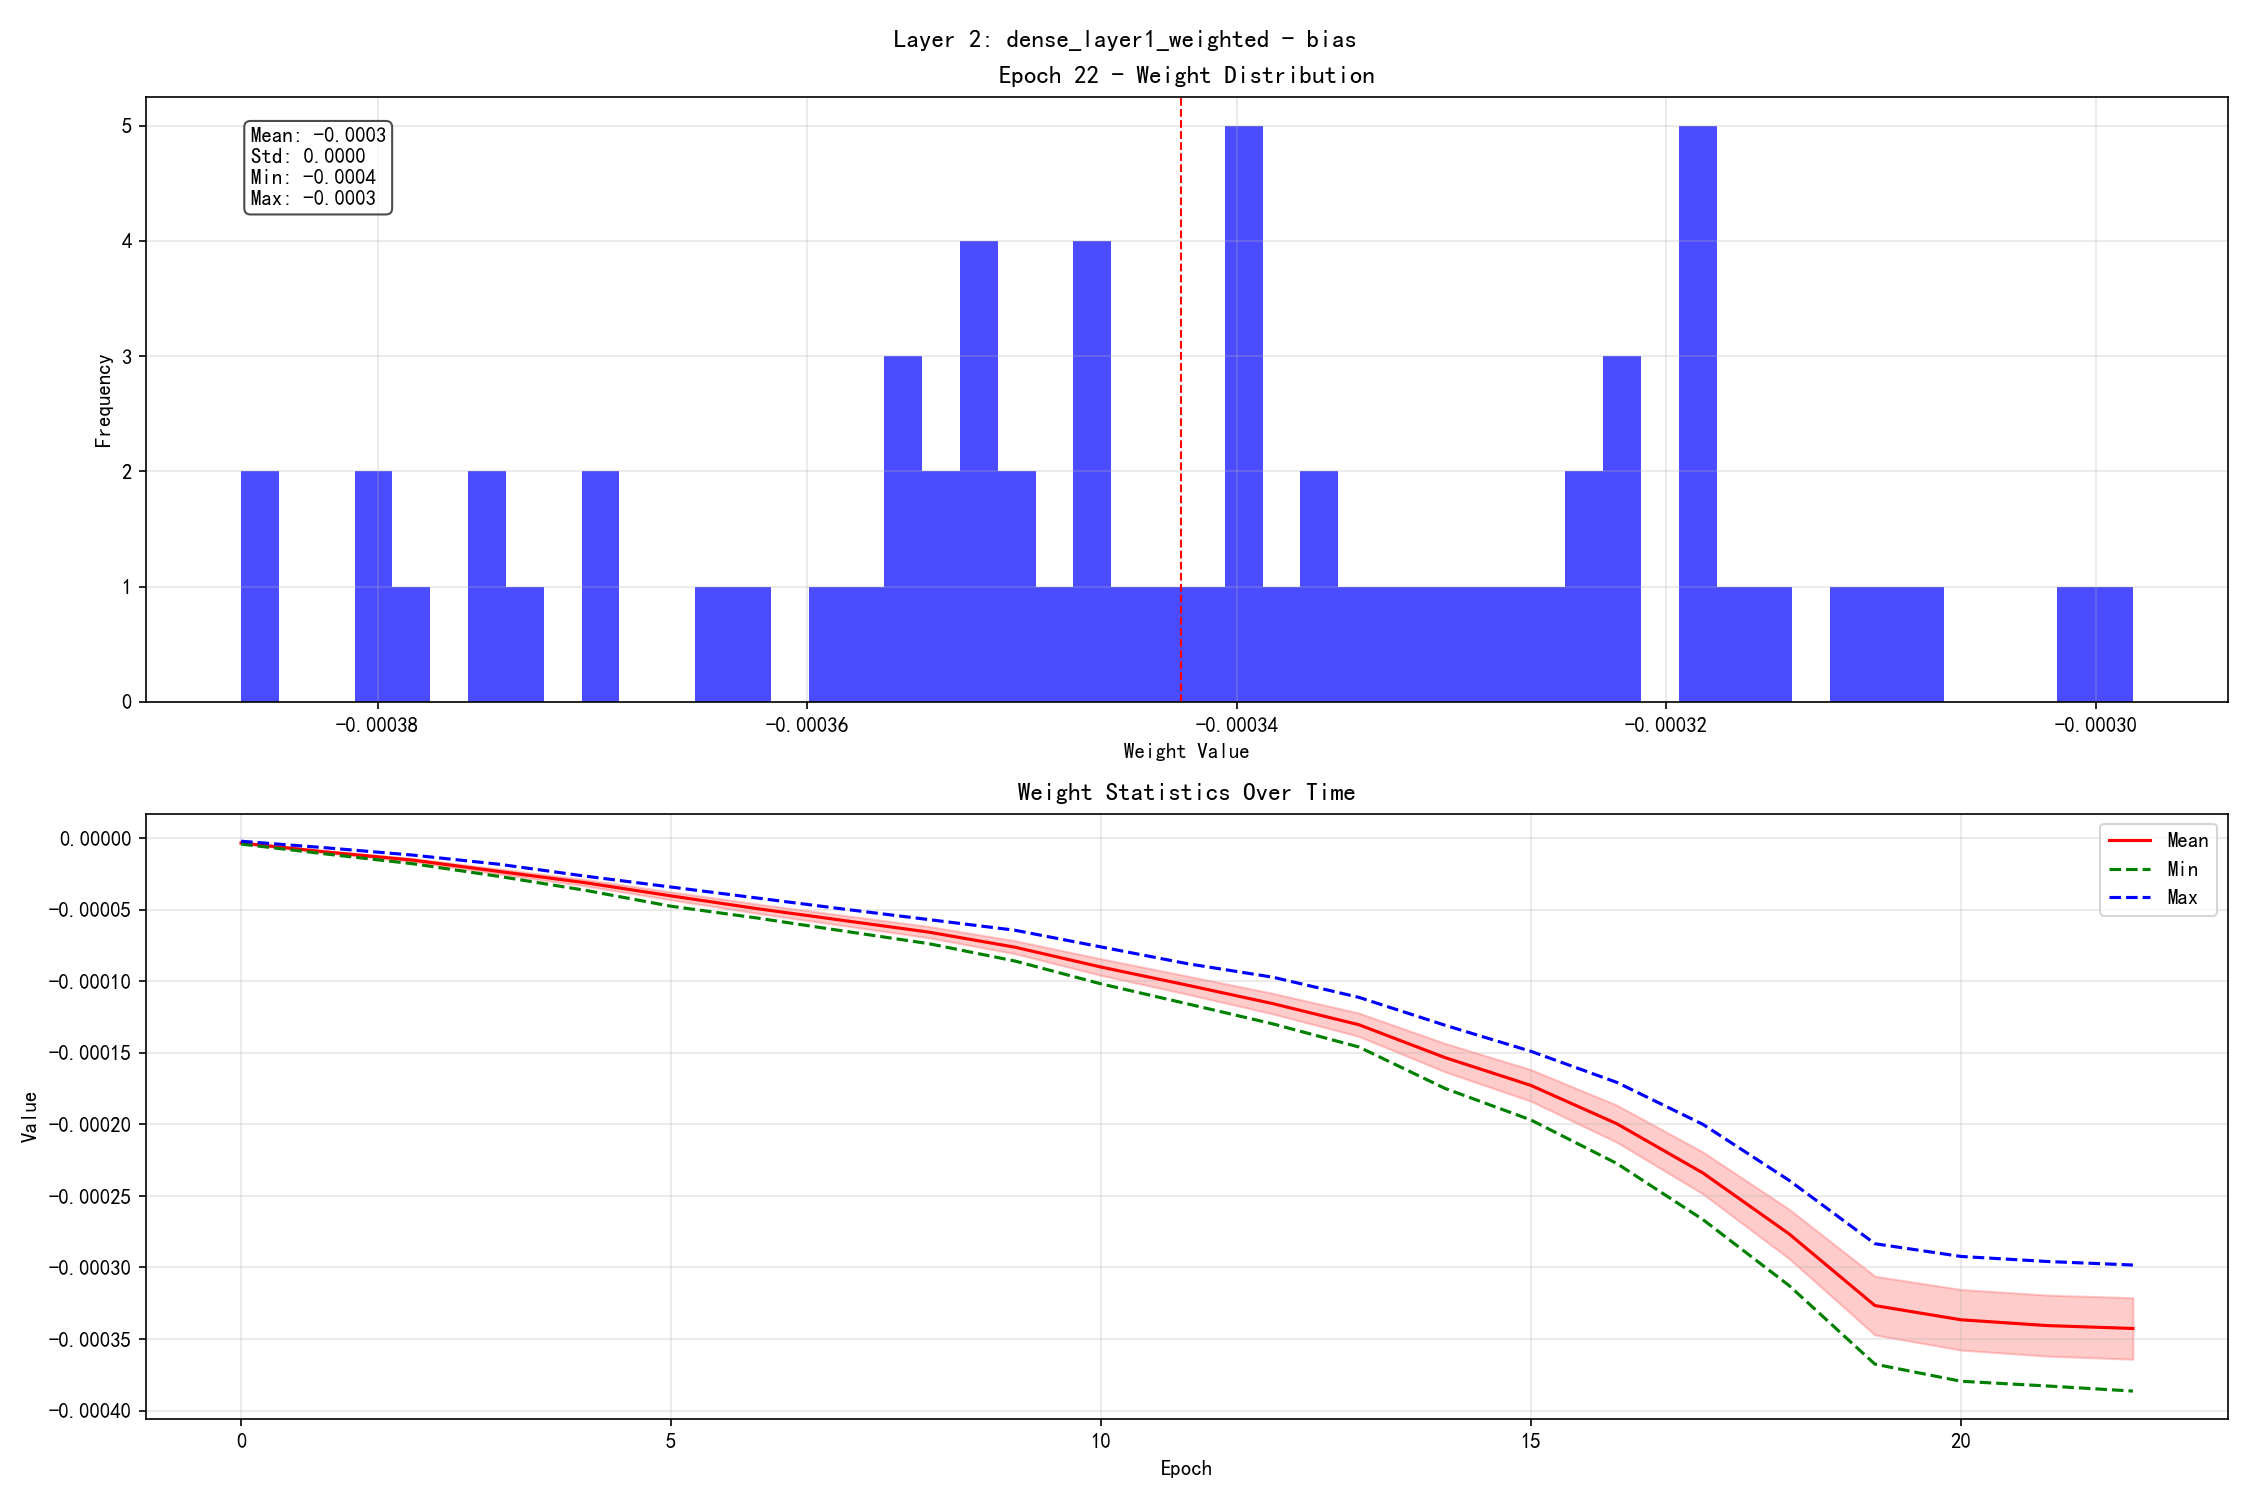 Layer 2: dense_layer1_weighted − bias
Epoch 22 − Weight Distribution
Mean: −0.0003
Std: 0.0000
Min: −0.0004
Max: −0.0003
5
4
3
2
1
0
Frequency
−0.00038
−0.00036
−0.00034
−0.00032
−0.00030
Weight Value
Weight Statistics Over Time
Mean
Min
Max
0.00000
−0.00005
−0.00010
−0.00015
−0.00020
−0.00025
−0.00030
−0.00035
−0.00040
Value
0
5
10
15
20
Epoch